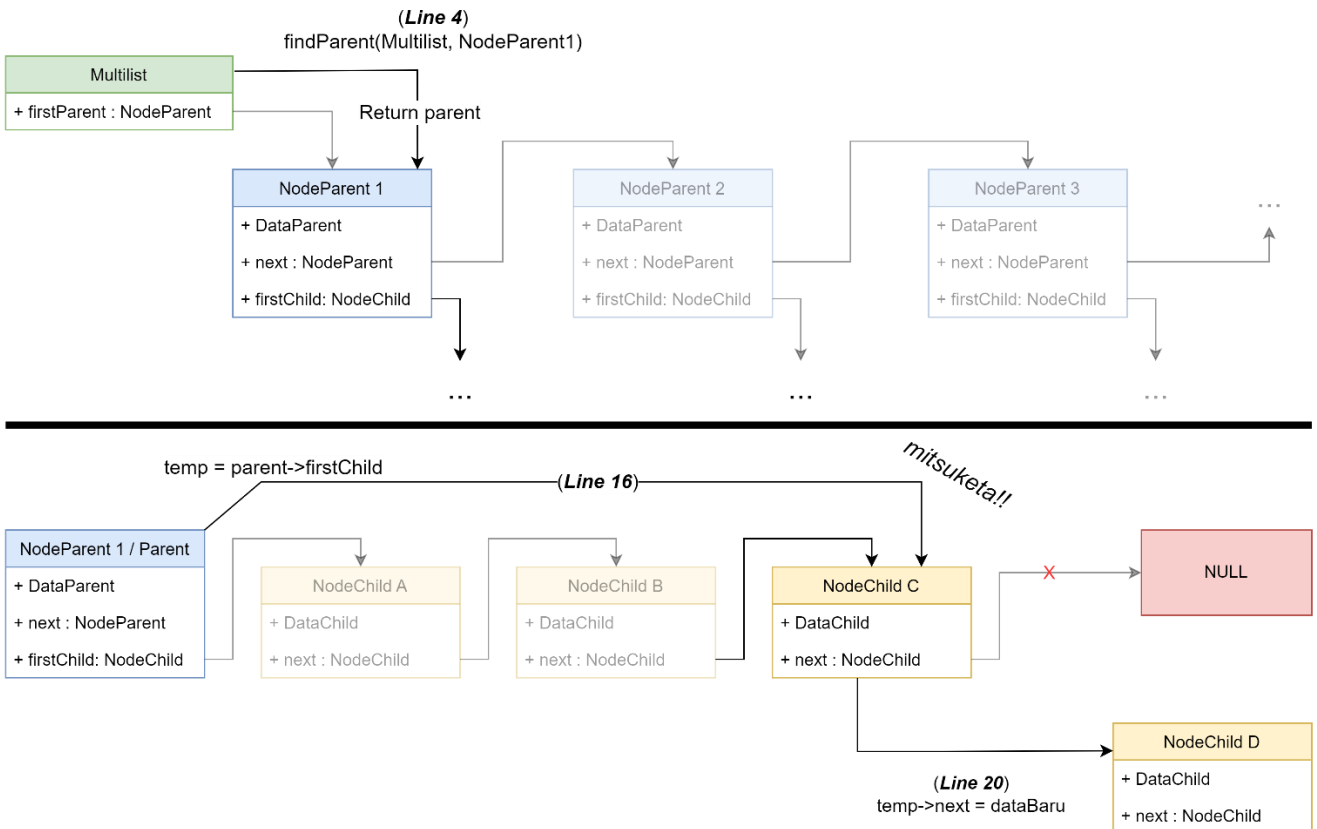 (Line 4)
findParent(Multilist, NodeParent1)
Multilist
+ firstParent : NodeParent
Return parent
NodeParent 1
+ DataParent
+ next : NodeParent
+ firstChild: NodeChild
...
NodeParent 2
+ DataParent
+ next : NodeParent
+ firstChild: NodeChild
...
NodeParent 3
+ DataParent
+ next : NodeParent
+ firstChild: NodeChild
...
...
temp = parent->firstChild
(Line 16)
mitsuketa!!
NodeParent 1 / Parent
+ DataParent
+ next : NodeParent
+ firstChild: NodeChild
NodeChild A
+ DataChild
+ next : NodeChild
NodeChild B
+ DataChild
+ next : NodeChild
NodeChild C
+ DataChild
+ next : NodeChild
X
NULL
(Line 20)
temp->next = dataBaru
NodeChild D
+ DataChild
+ next : NodeChild